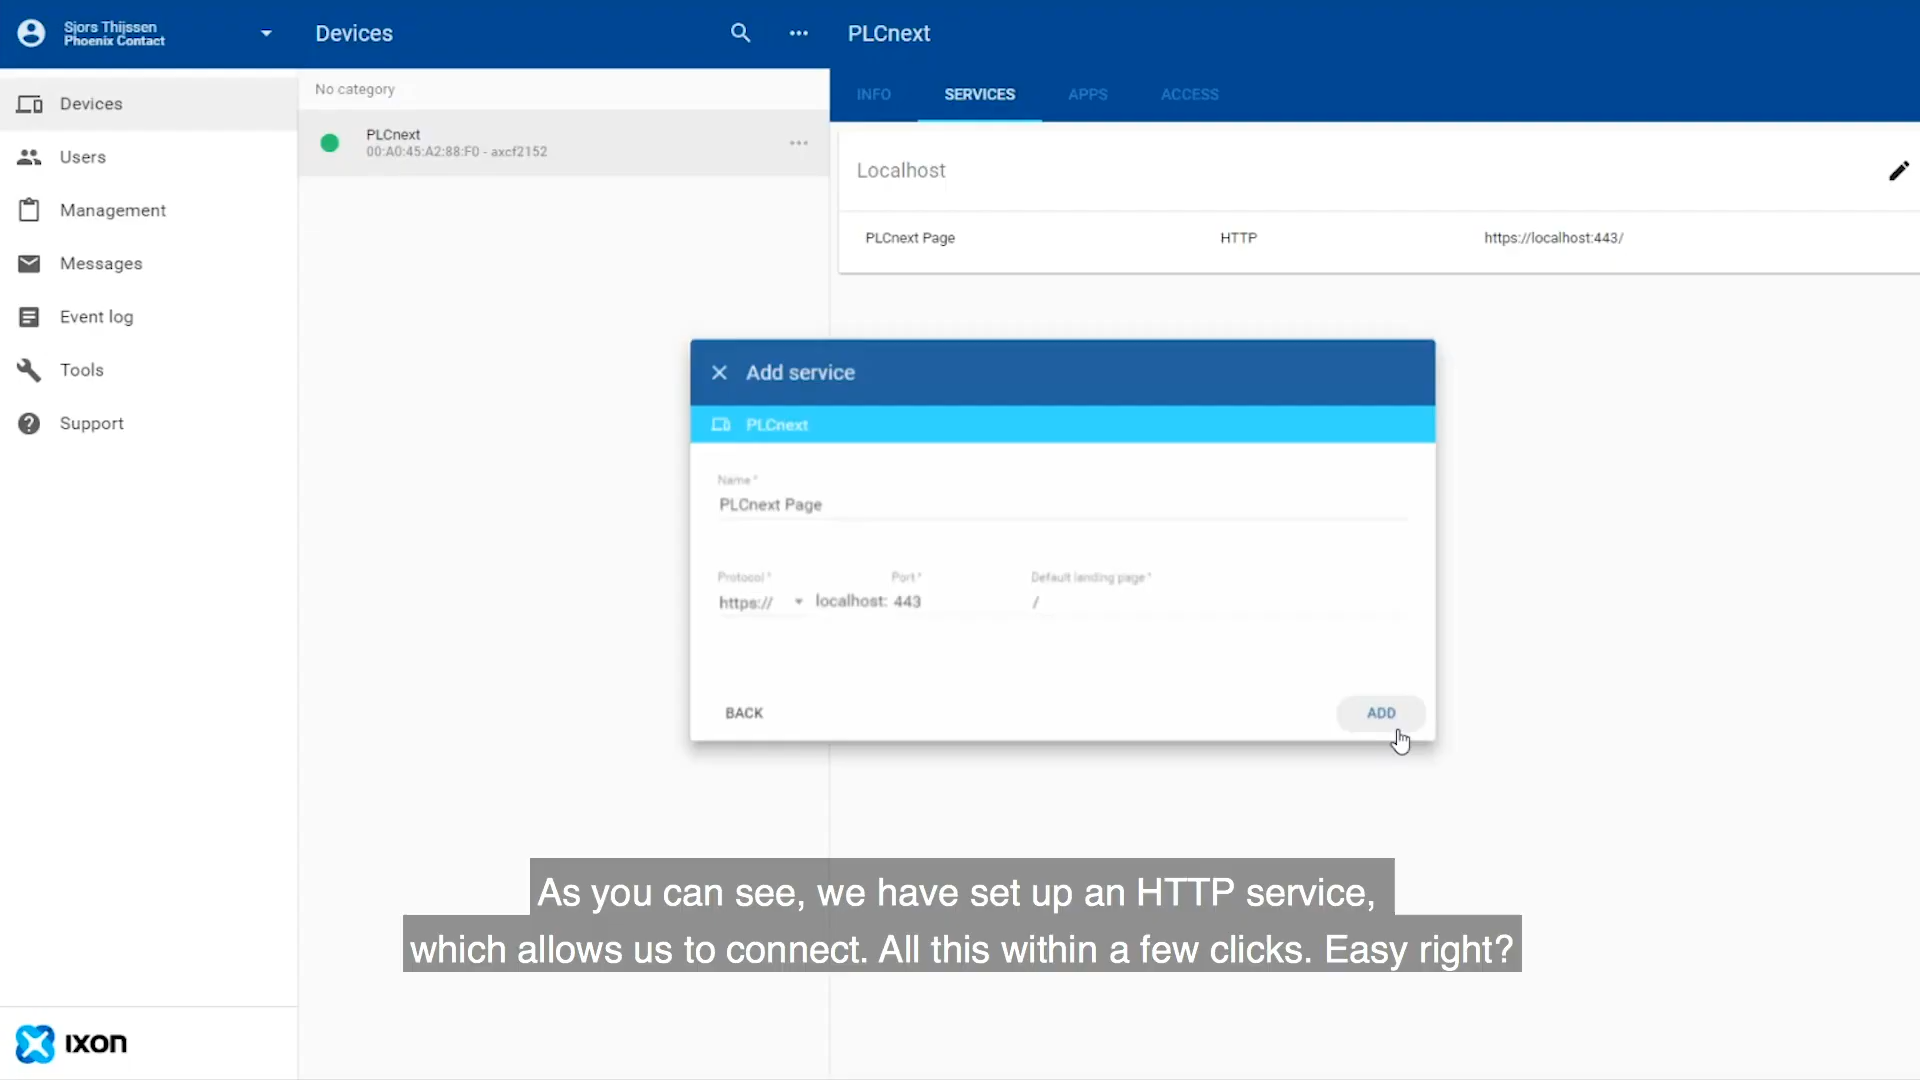 Sjors Thijssen
Phoenix Contact
Devices
PLCnext
Devices
Users
Management
Messages
Event log
Tools
Support
IXON
No category
PLCnext
00:A0:45:A2:88:F0 - axcf2152
INFO
SERVICES
APPS
ACCESS
Localhost
PLCnext Page
HTTP
https://localhost:443/
Add service
PLCnext
Name *
PLCnext Page
Protocol *
Port *
Default landing page *
https://
localhost: 443
/
BACK
ADD
As you can see, we have set up an HTTP service,
which allows us to connect. All this within a few clicks. Easy right?